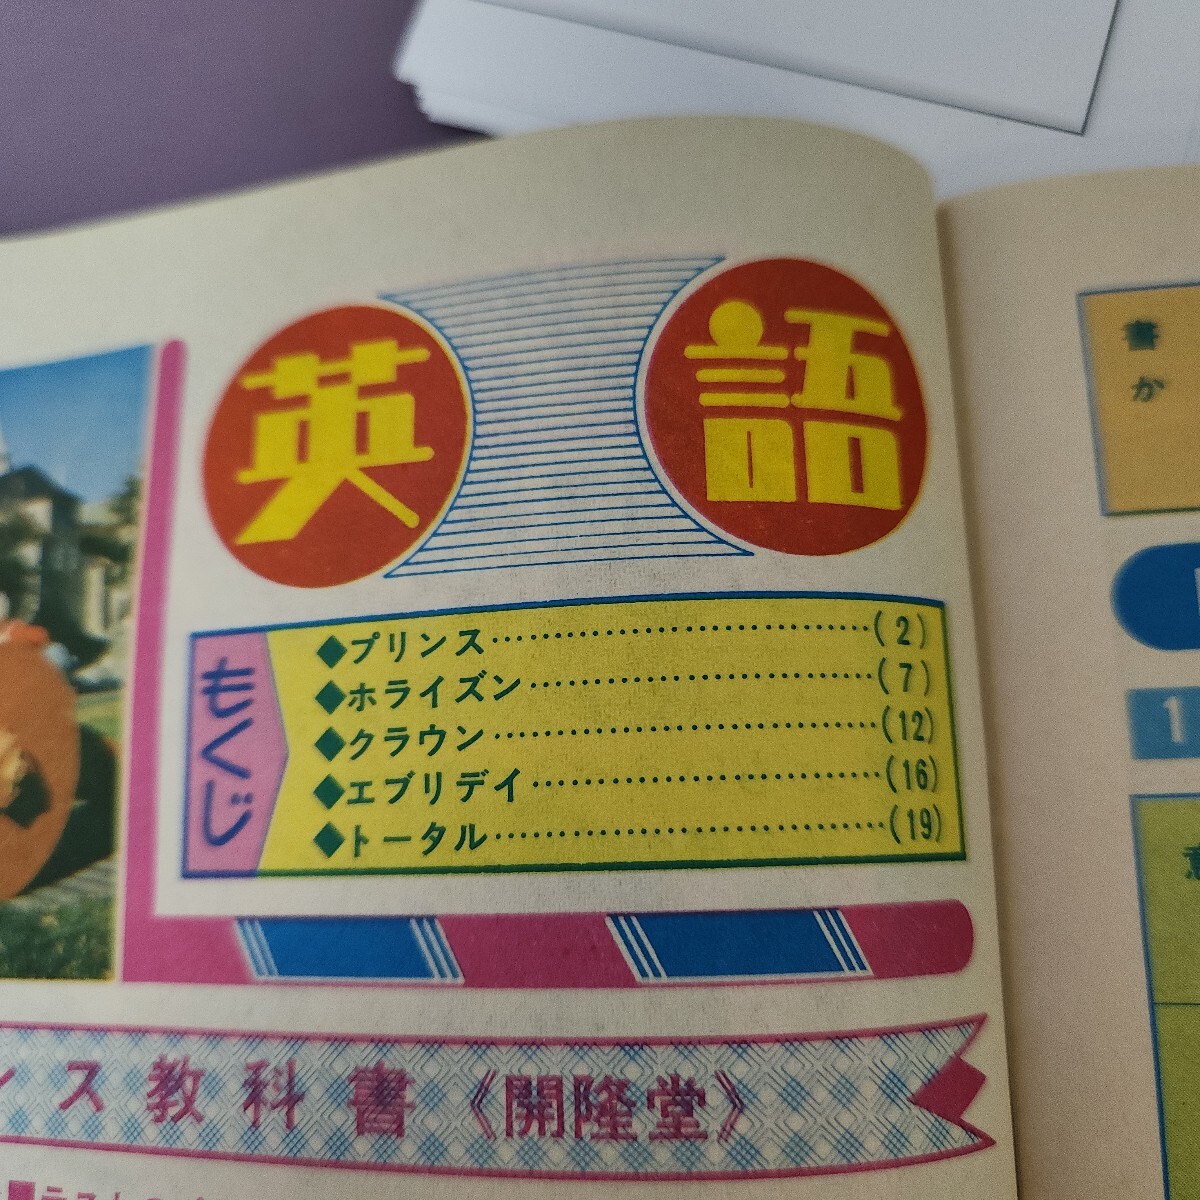 英語
もくじ
◆プリンス……………………………(2)
◆ホライズン…………………………(7)
◆クラウン……………………………(12)
◆エブリデイ…………………………(16)
◆トータル……………………………(19)
ンス教科書《開隆堂》
書
か
1